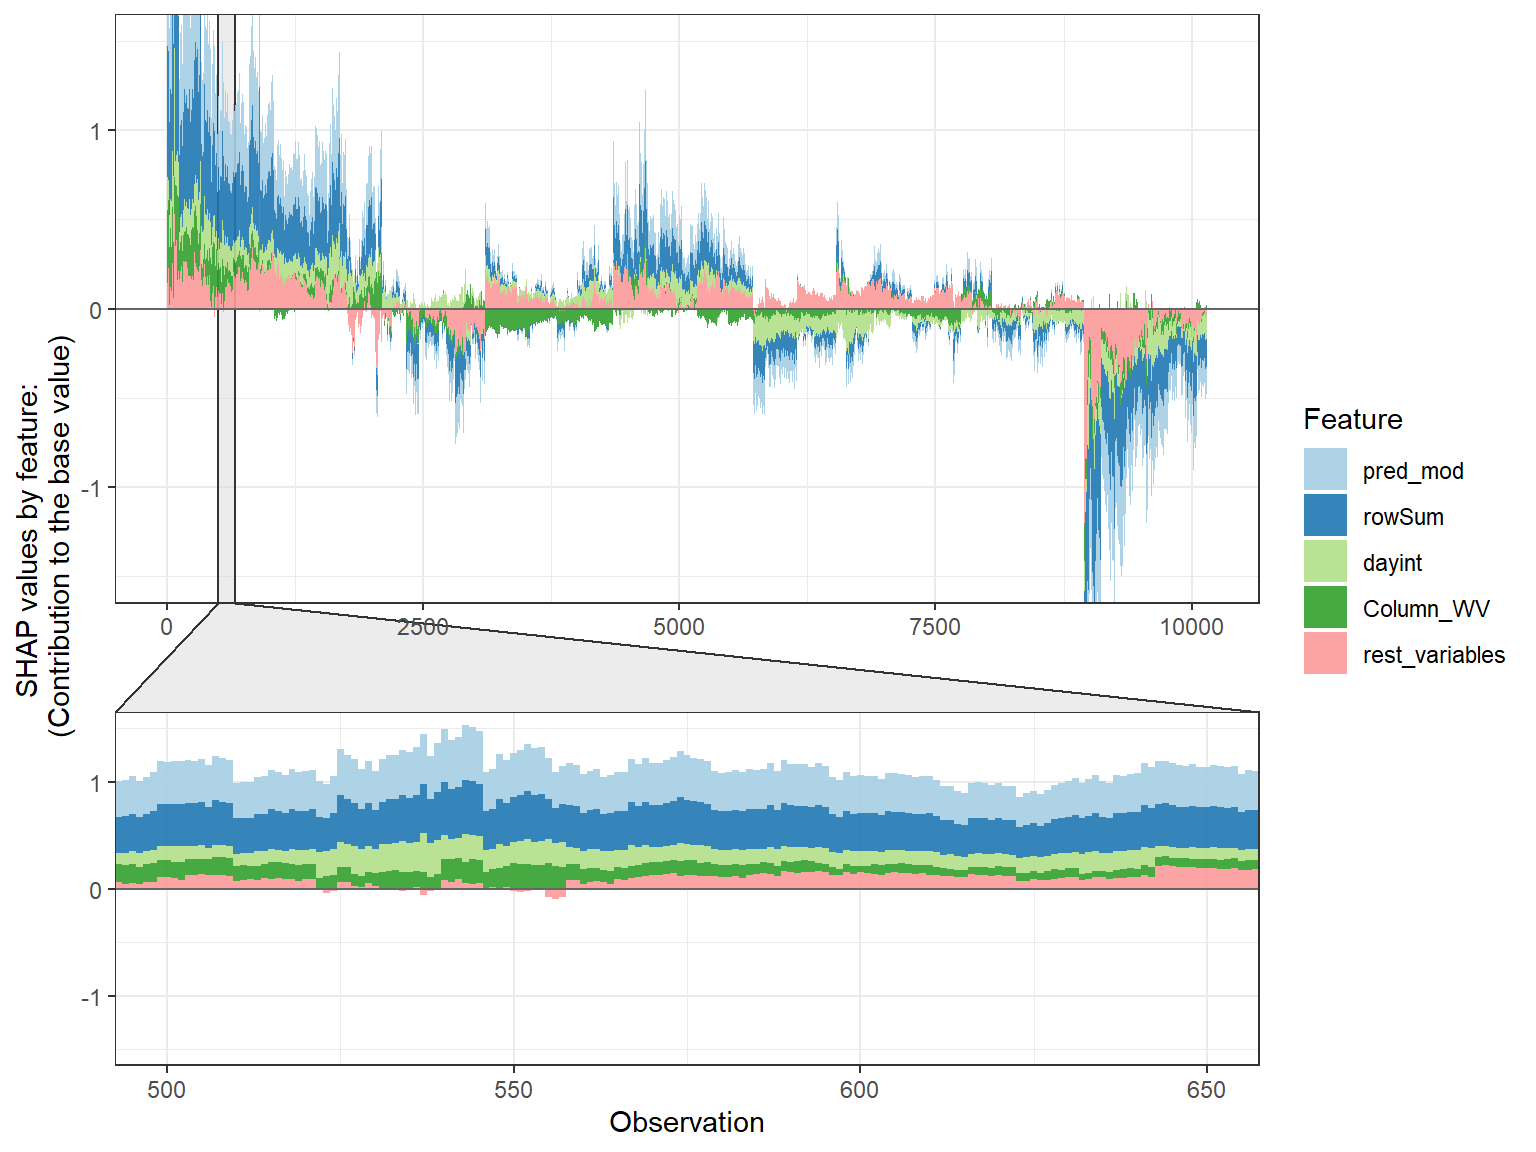 SHAP values by feature:
(Contribution to the base value)
1
0
-1
0
2500
5000
7500
10000
1
0
-1
500
550
600
650
Observation
Feature
pred_mod
rowSum
dayint
Column_WV
rest_variables